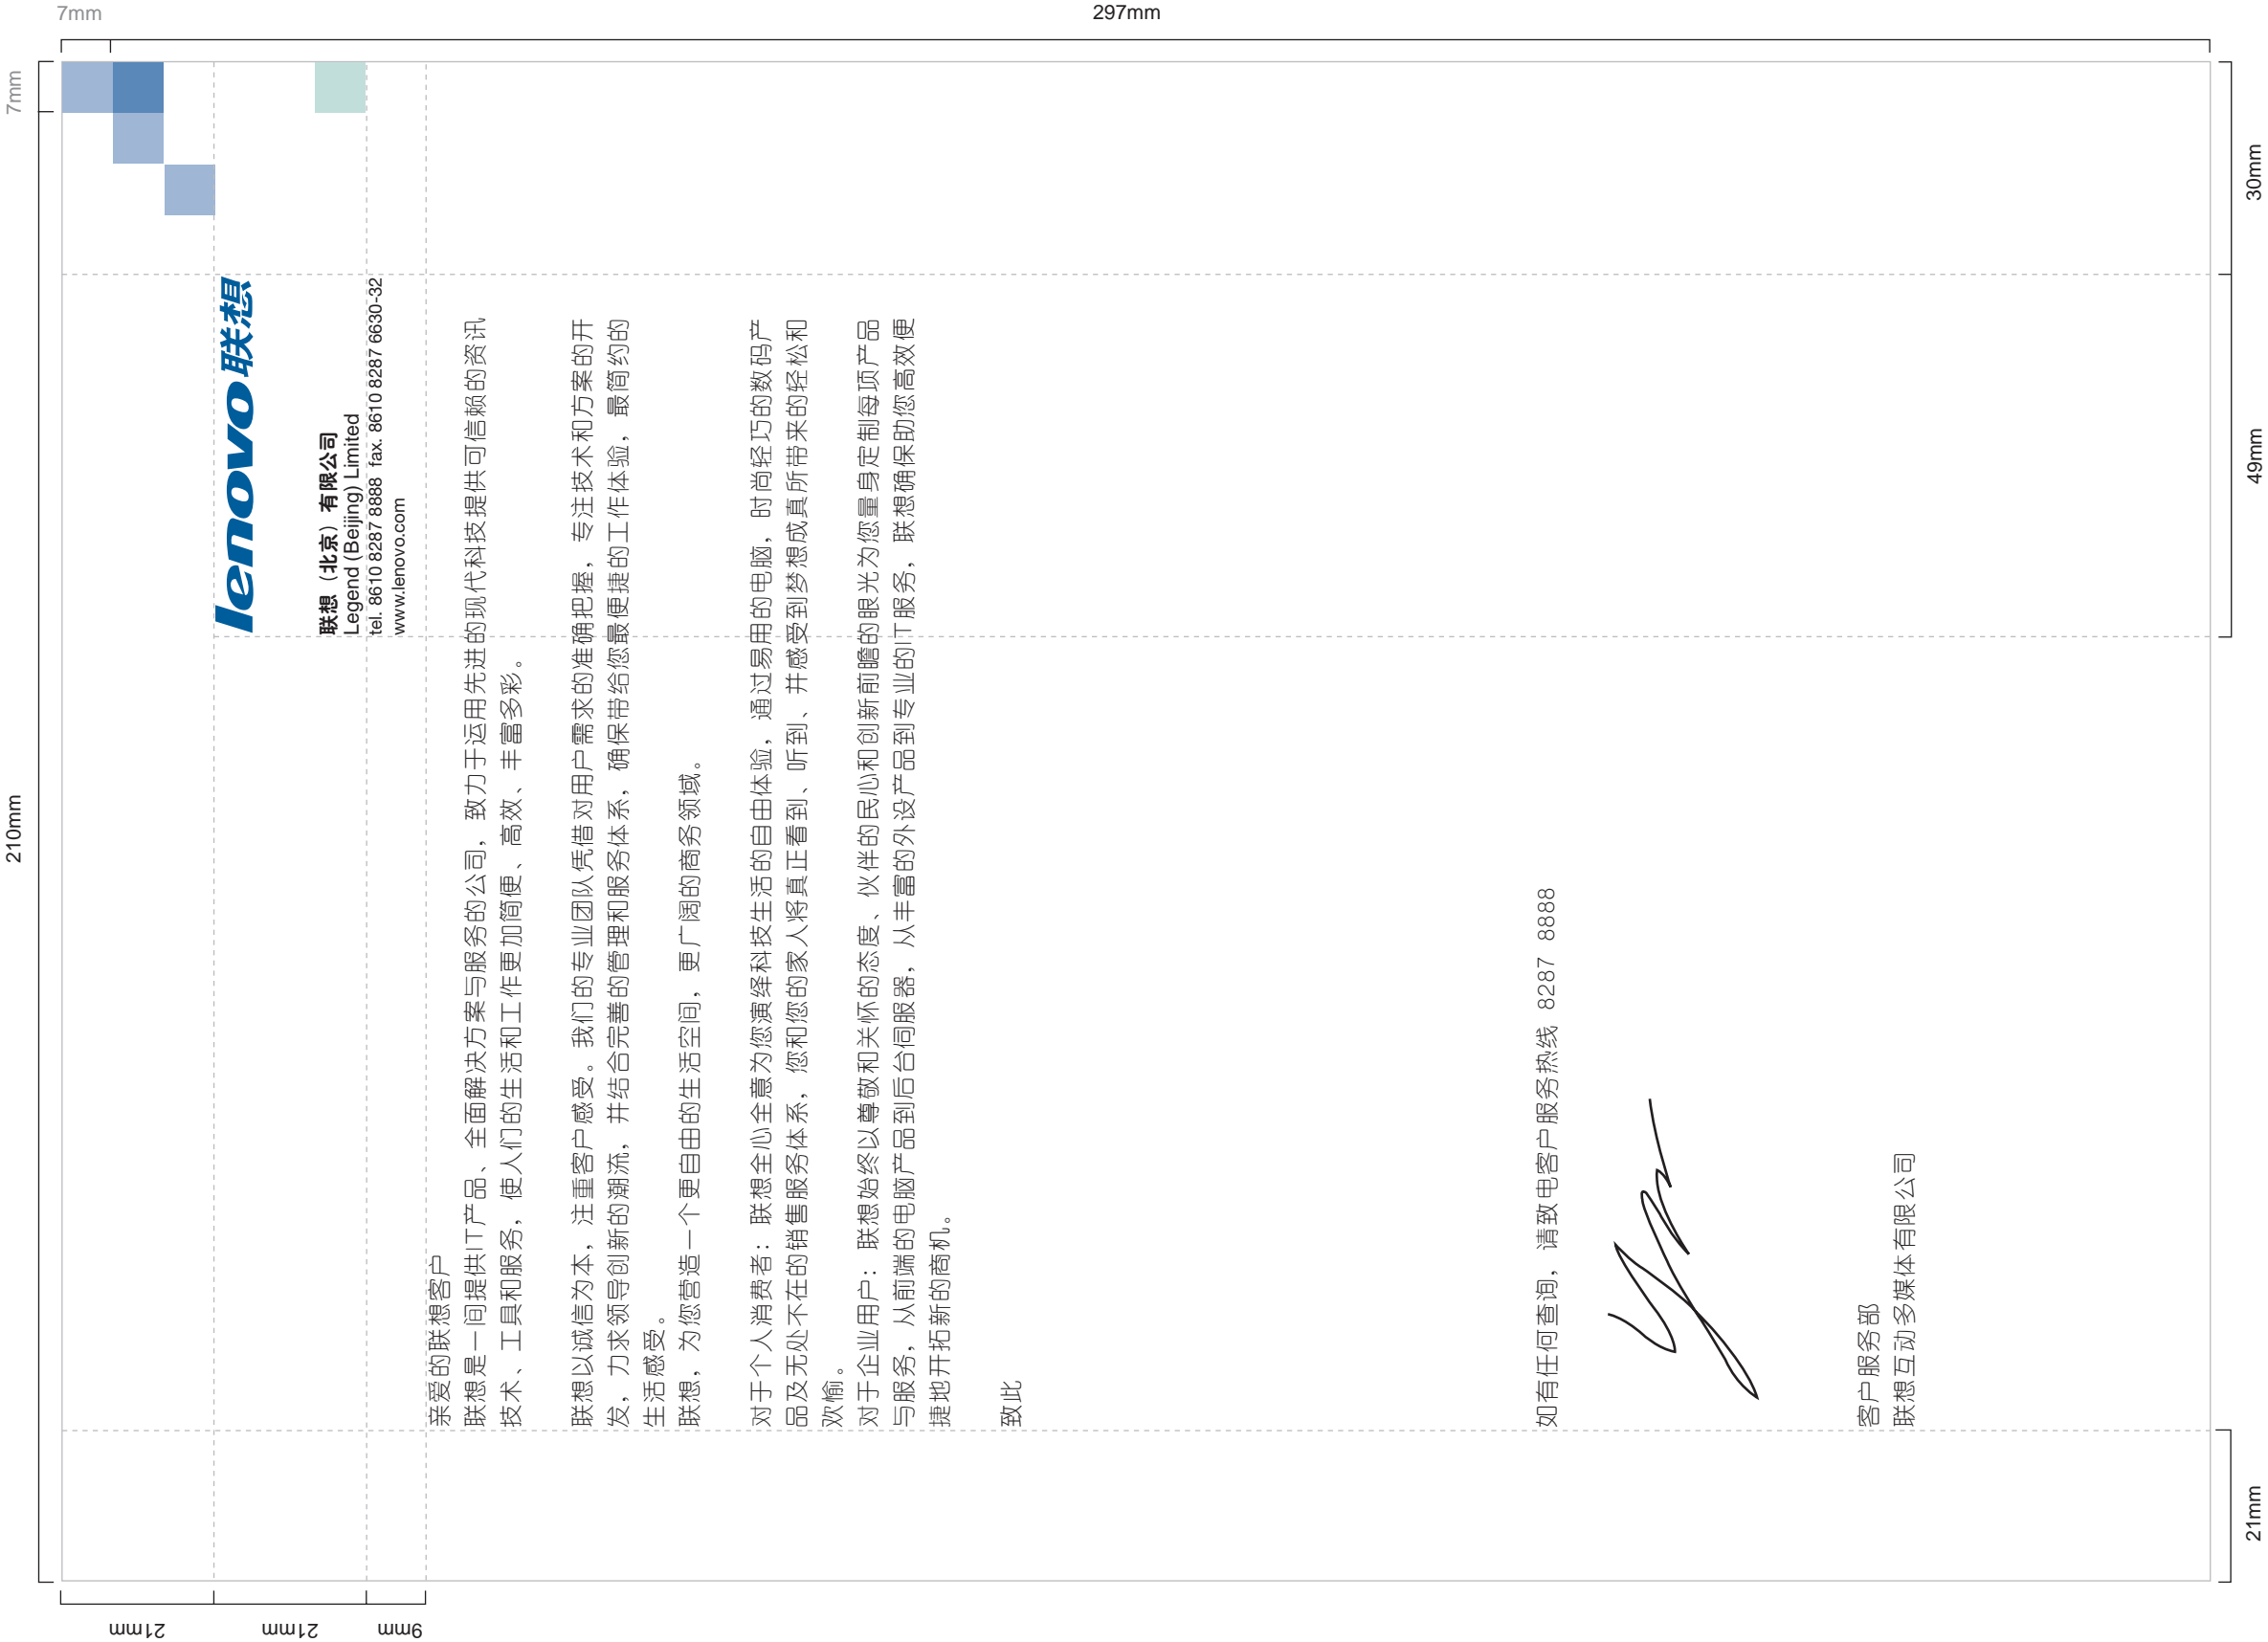 7mm
297mm
7mm
210mm
30mm
49mm
21mm
21mm
21mm
9mm
lenovo 联想
联想（北京）有限公司
Legend (Beijing) Limited
tel. 8610 8287 8888  fax. 8610 8287 6630-32
www.lenovo.com
亲爱的联想客户
联想是一间提供IT产品、全面解决方案与服务的公司，致力于运用先进的现代科技提供可信赖的资讯
技术、工具和服务，使人们的生活和工作更加简便、高效、丰富多彩。
联想以诚信为本，注重客户感受。我们的专业团队凭借对用户需求的准确把握，专注技术和方案的开
发，力求领导创新的潮流，并结合完善的管理和服务体系，确保带给您最便捷的工作体验，最简约的
生活感受。
联想，为您营造一个更自由的生活空间，更广阔的商务领域。
对于个人消费者：联想全心全意为您演绎科技生活的自由体验，通过易用的电脑，时尚轻巧的数码产
品及无处不在的销售服务体系，您和您的家人将真正看到、听到、并感受到梦想成真所带来的轻松和
欢愉。
对于企业用户：联想始终以尊敬和关怀的态度、伙伴的民心和创新前瞻的眼光为您量身定制每项产品
与服务，从前端的电脑产品到后台伺服器，从丰富的外设产品到专业的IT服务，联想确保助您高效便
捷地开拓新的商机。
致此
如有任何查询，请致电客户服务热线 8287 8888
客户服务部
联想互动多媒体有限公司